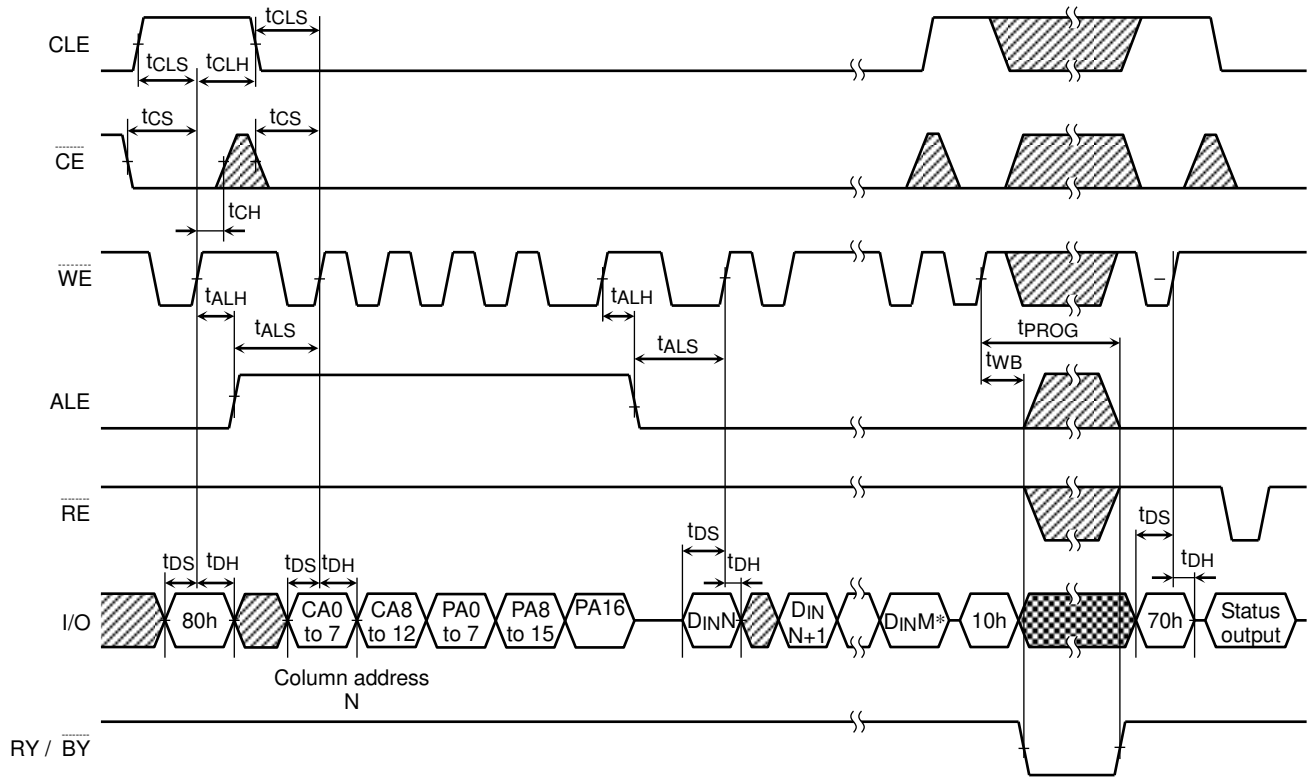 CLE
tCLS
tCLS
tCLH
CE
tCS
tCS
tCH
WE
tALH
tALS
tALH
tALS
tPROG
tWB
ALE
RE
tDS
tDH
tDS
tDH
tDS
tDH
tDS
tDH
I/O
80h
CA0 to 7
CA8 to 12
PA0 to 7
PA8 to 15
PA16
DINN
DIN N+1
DINM*
10h
70h
Status output
Column address
N
RY / BY